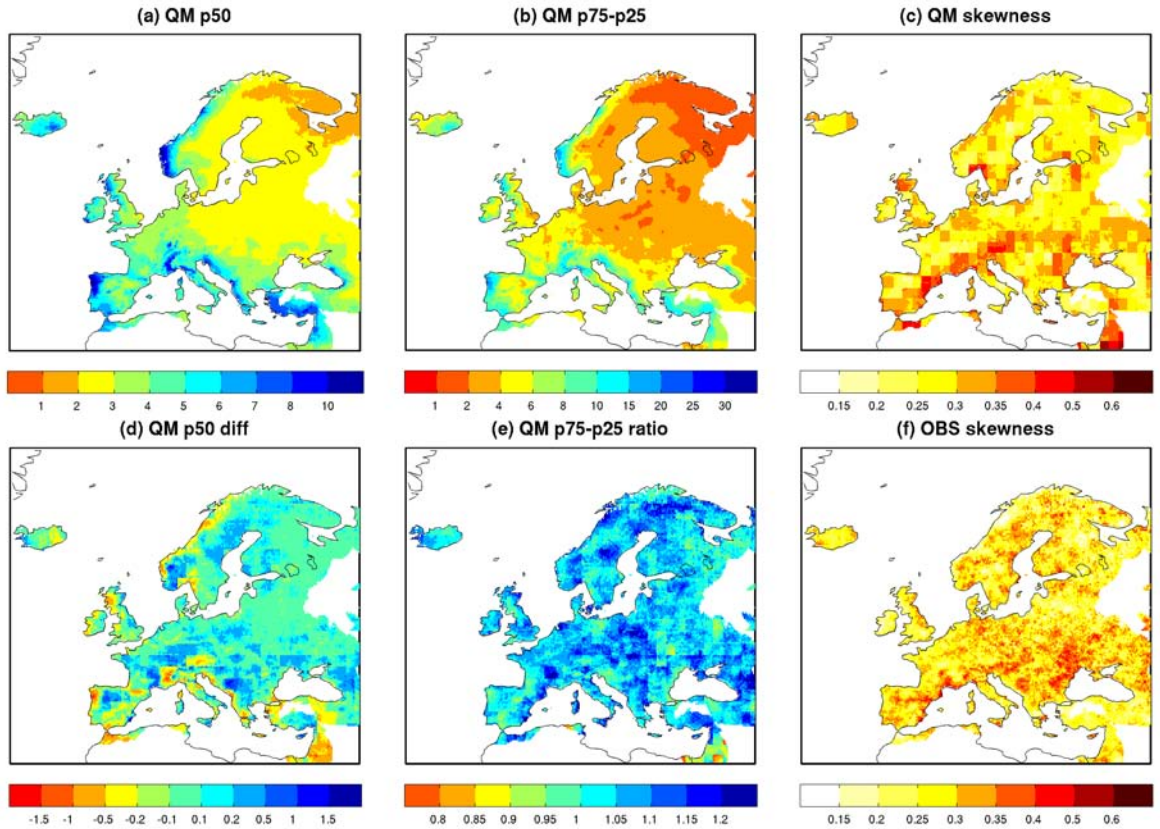 (a) QM p50
(b) QM p75-p25
(c) QM skewness
1 2 3 4 5 6 7 8 10
1 2 4 6 8 10 15 20 25 30
0.15 0.2 0.25 0.3 0.35 0.4 0.5 0.6
(d) QM p50 diff
(e) QM p75-p25 ratio
(f) OBS skewness
-1.5 -1 -0.5 -0.2 -0.1 0.1 0.2 0.5 1 1.5
0.8 0.85 0.9 0.95 1 1.05 1.1 1.15 1.2
0.15 0.2 0.25 0.3 0.35 0.4 0.5 0.6